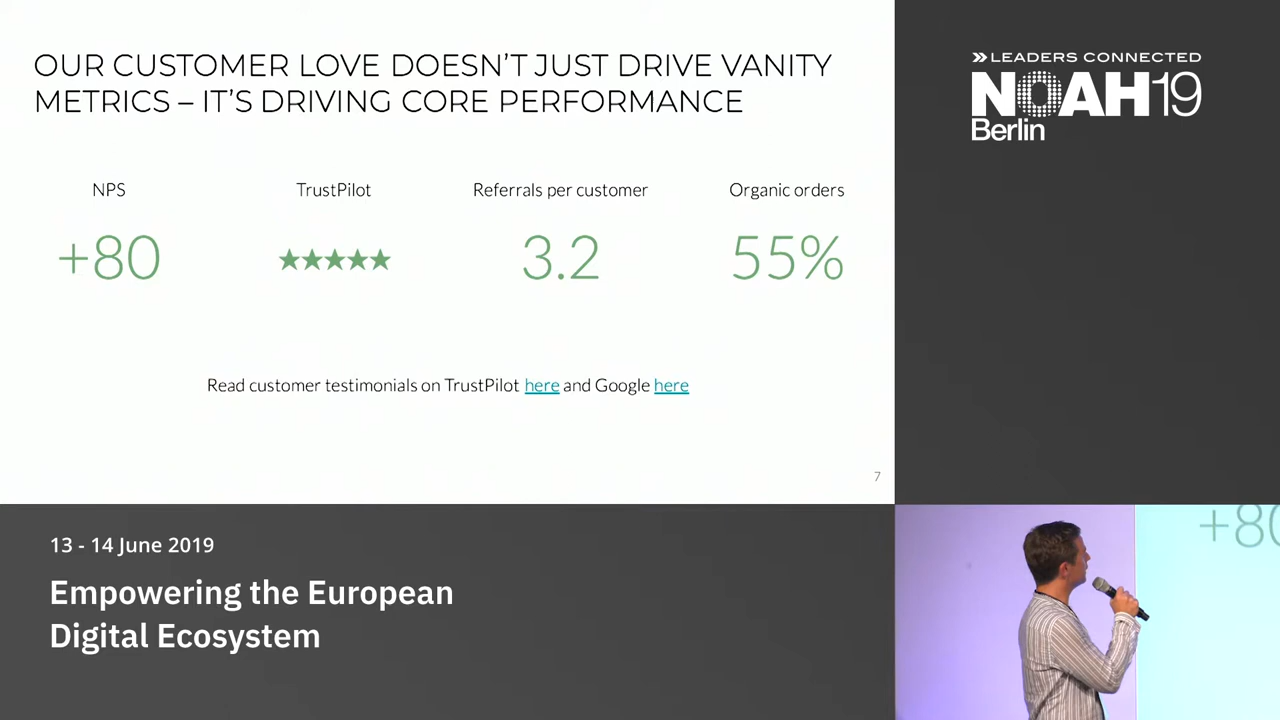 OUR CUSTOMER LOVE DOESN'T JUST DRIVE VANITY
METRICS – IT'S DRIVING CORE PERFORMANCE
NPS
TrustPilot
Referrals per customer
Organic orders
+80
★★★★★
3.2
55%
Read customer testimonials on TrustPilot here and Google here
7
LEADERS CONNECTED
NOAH19
Berlin
13 - 14 June 2019
Empowering the European
Digital Ecosystem
+80